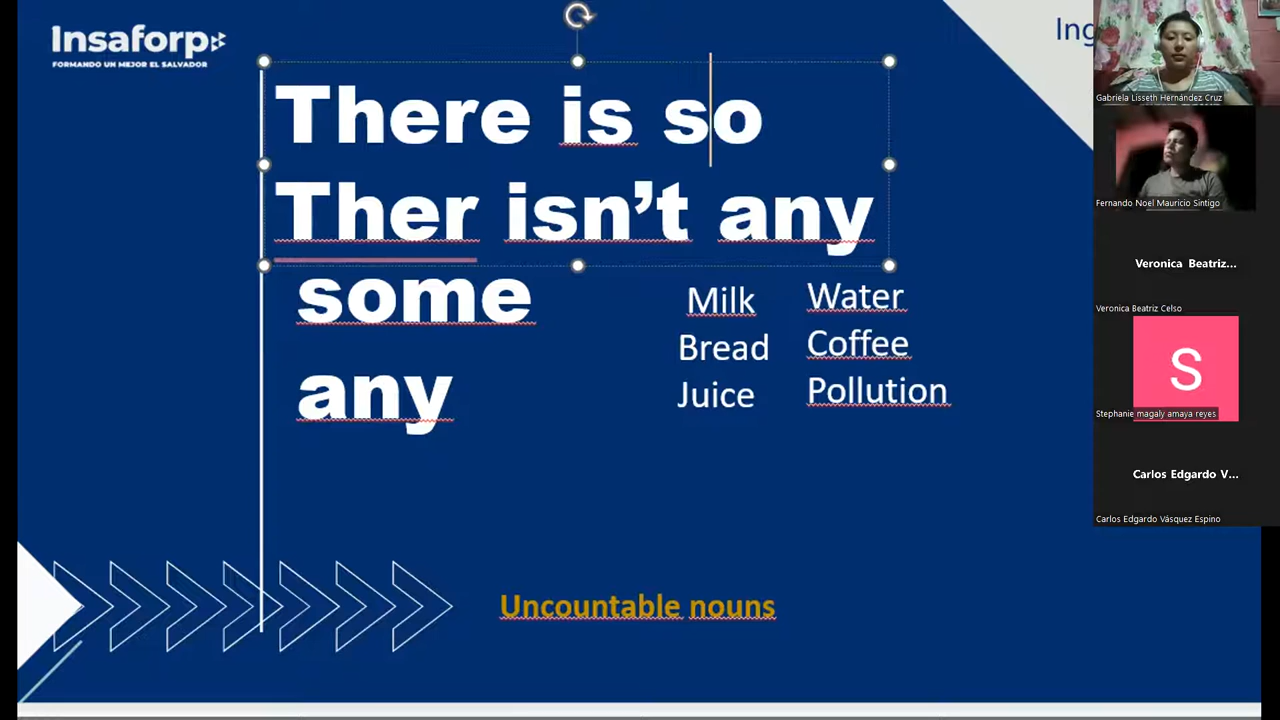 Insaforp
FORMANDO UN MEJOR EL SALVADOR
Ing
There is so
Ther isn't any
some
any
Milk
Bread
Juice
Water
Coffee
Pollution
Uncountable nouns
Gabriela Lisseth Hernández Cruz
Fernando Noel Mauricio Sintigo
Veronica Beatriz...
Veronica Beatriz Celso
S
Stephanie magaly amaya reyes
Carlos Edgardo V...
Carlos Edgardo Vásquez Espino